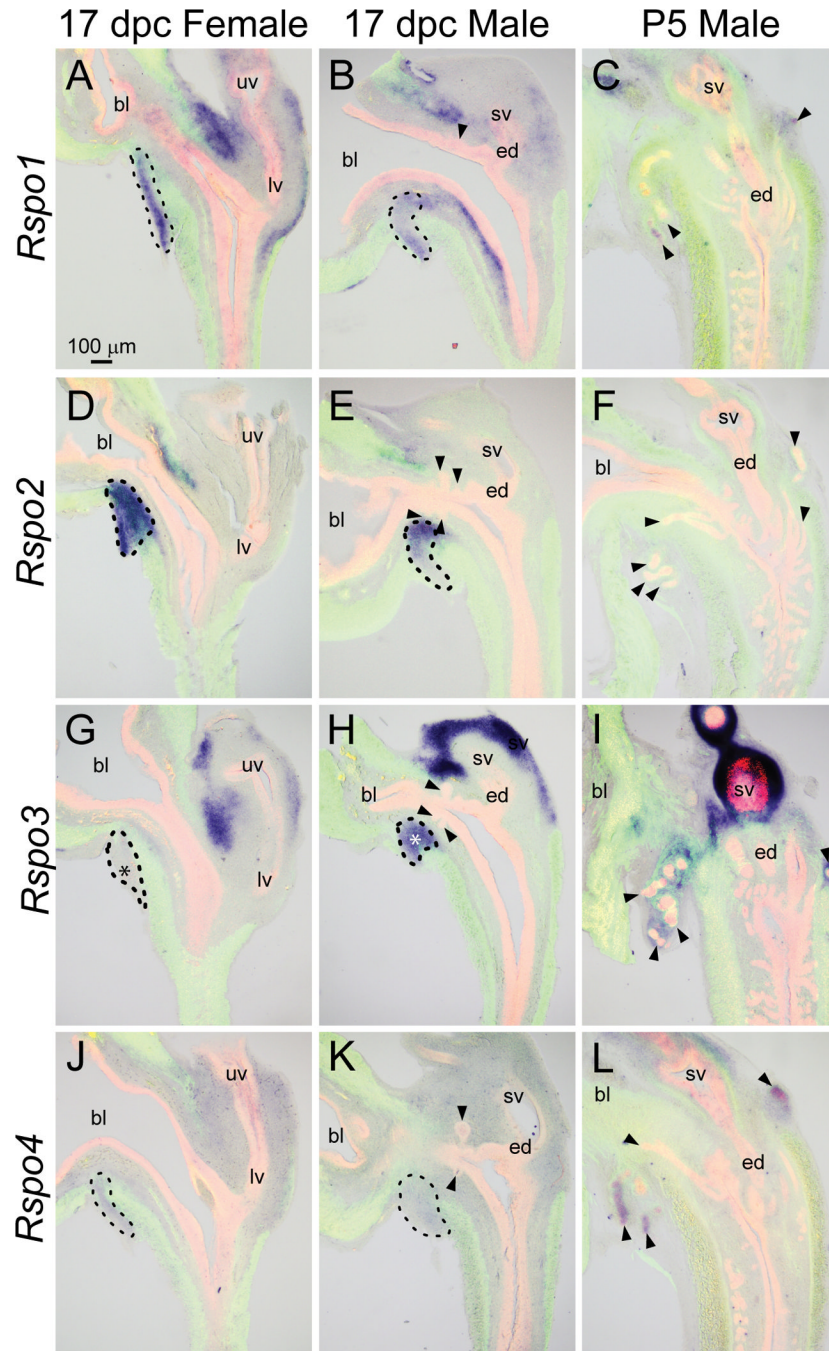 17 dpc Female 17 dpc Male P5 Male
Rspo1
A bl uv lv 100 μm
B bl sv ed
C sv ed
Rspo2
D bl uv lv
E bl sv ed
F bl sv ed
Rspo3
G bl uv lv *
H bl sv sv ed *
I bl sv ed
Rspo4
J bl uv lv
K bl sv ed
L bl sv ed